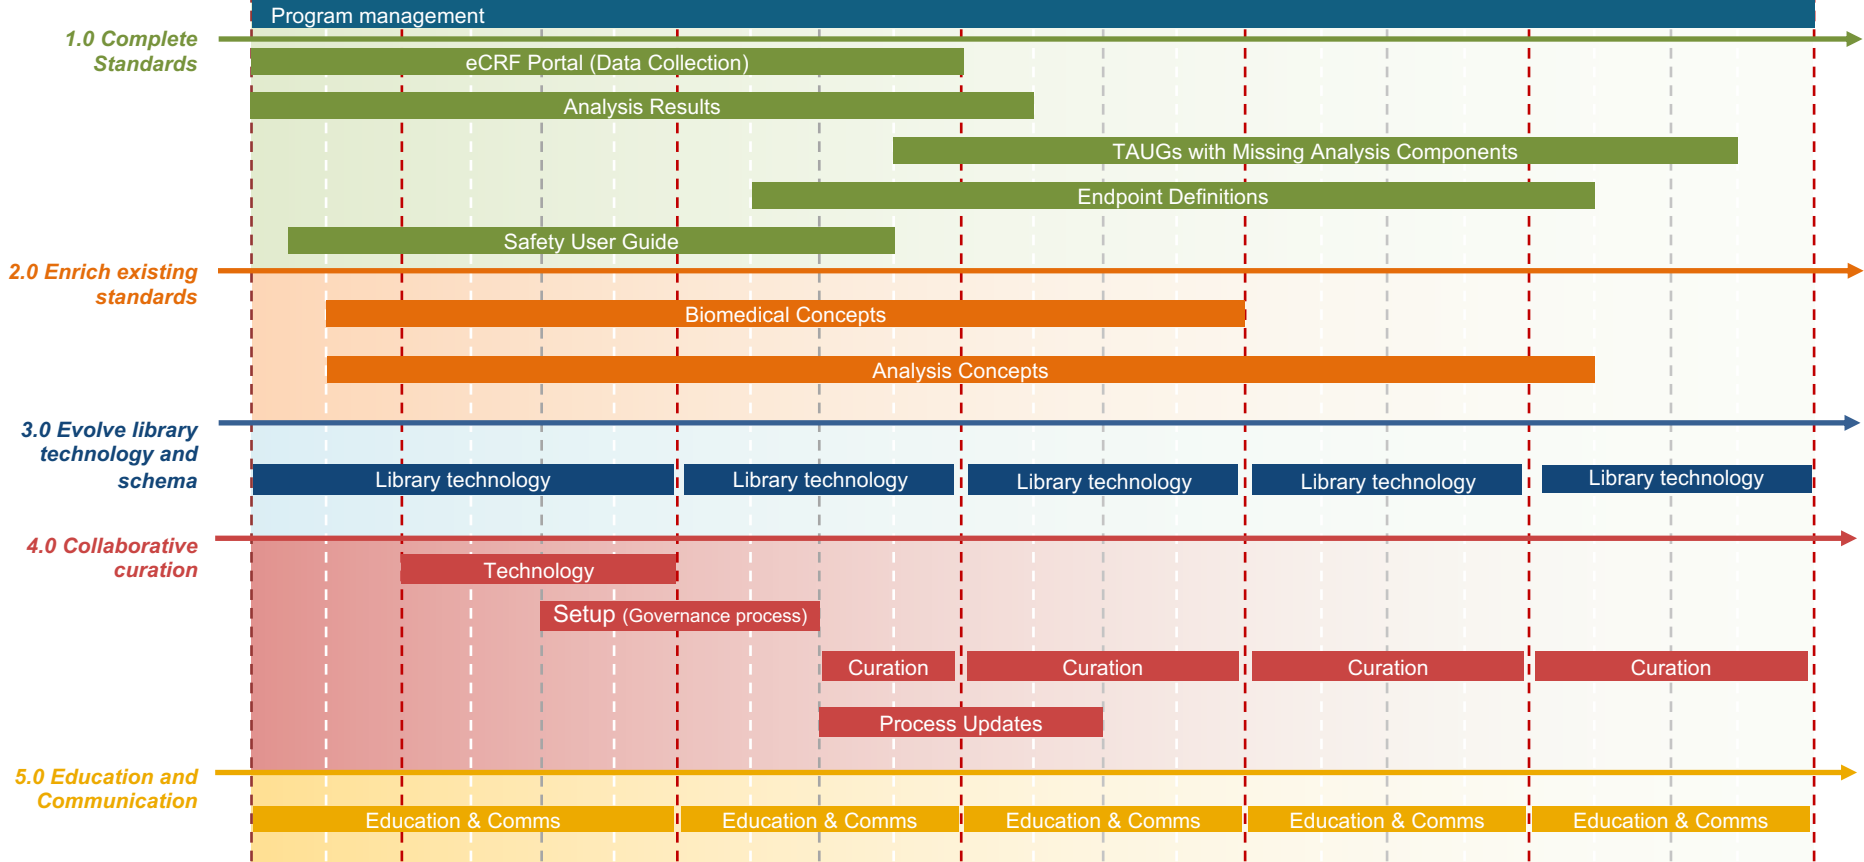 Program management
1.0 Complete
Standards
eCRF Portal (Data Collection)
Analysis Results
TAUGs with Missing Analysis Components
Endpoint Definitions
Safety User Guide
2.0 Enrich existing
standards
Biomedical Concepts
Analysis Concepts
3.0 Evolve library
technology and
schema
Library technology
Library technology
Library technology
Library technology
Library technology
4.0 Collaborative
curation
Technology
Setup (Governance process)
Curation
Curation
Curation
Curation
Process Updates
5.0 Education and
Communication
Education & Comms
Education & Comms
Education & Comms
Education & Comms
Education & Comms